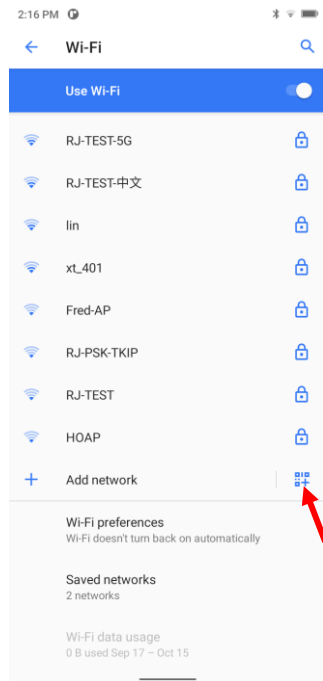 2:16 PM
Wi-Fi
Use Wi-Fi
RJ-TEST-5G
RJ-TEST-中文
lin
xt_401
Fred-AP
RJ-PSK-TKIP
RJ-TEST
HOAP
Add network
Wi-Fi preferences
Wi-Fi doesn't turn back on automatically
Saved networks
2 networks
Wi-Fi data usage
0 B used Sep 17 – Oct 15